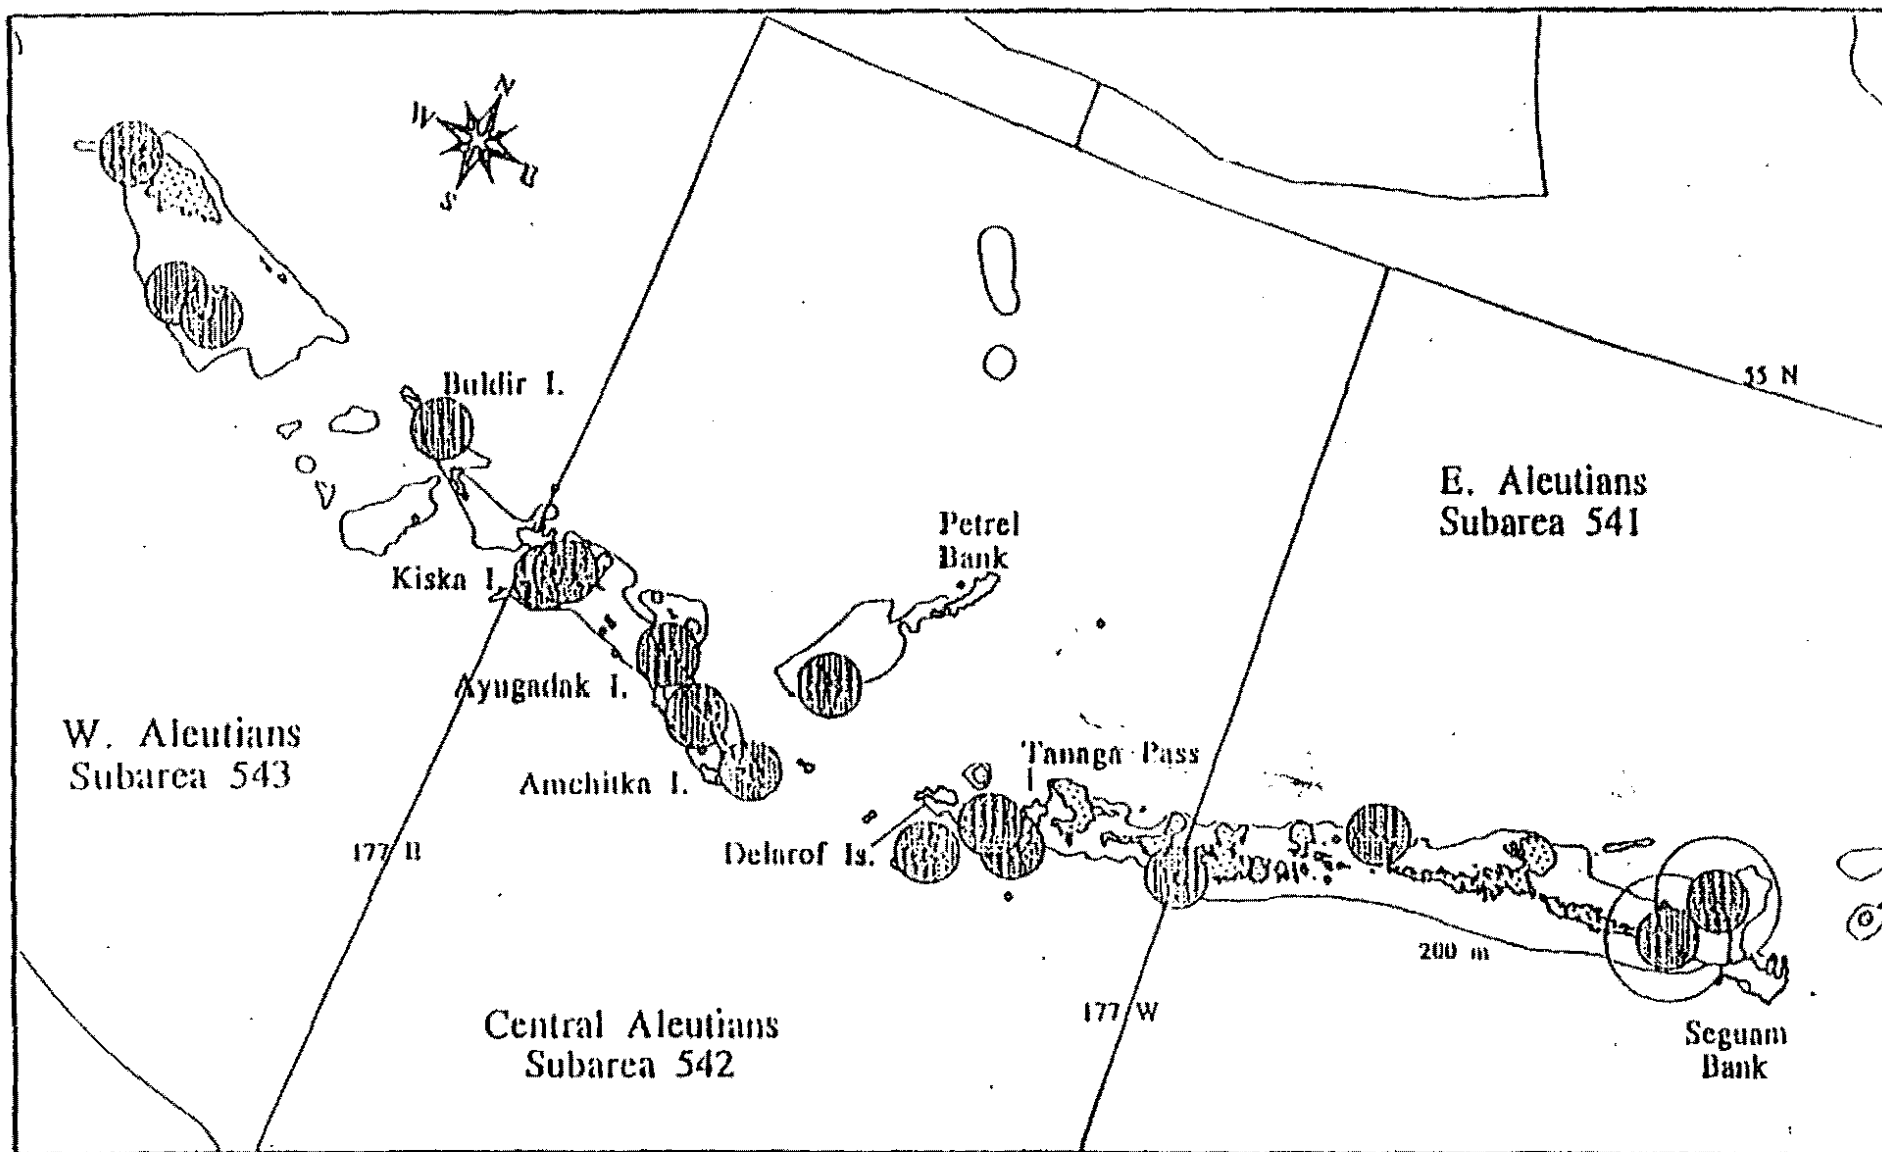 N
W
S
Buldir I.
55 N
E. Aleutians
Subarea 541
Petrel
Bank
Kiska I.
Ayugadak I.
W. Aleutians
Subarea 543
Tanaga Pass
Amchitka I.
Delarof Is.
177
200 m
177 W
Central Aleutians
Subarea 542
Seguam
Bank